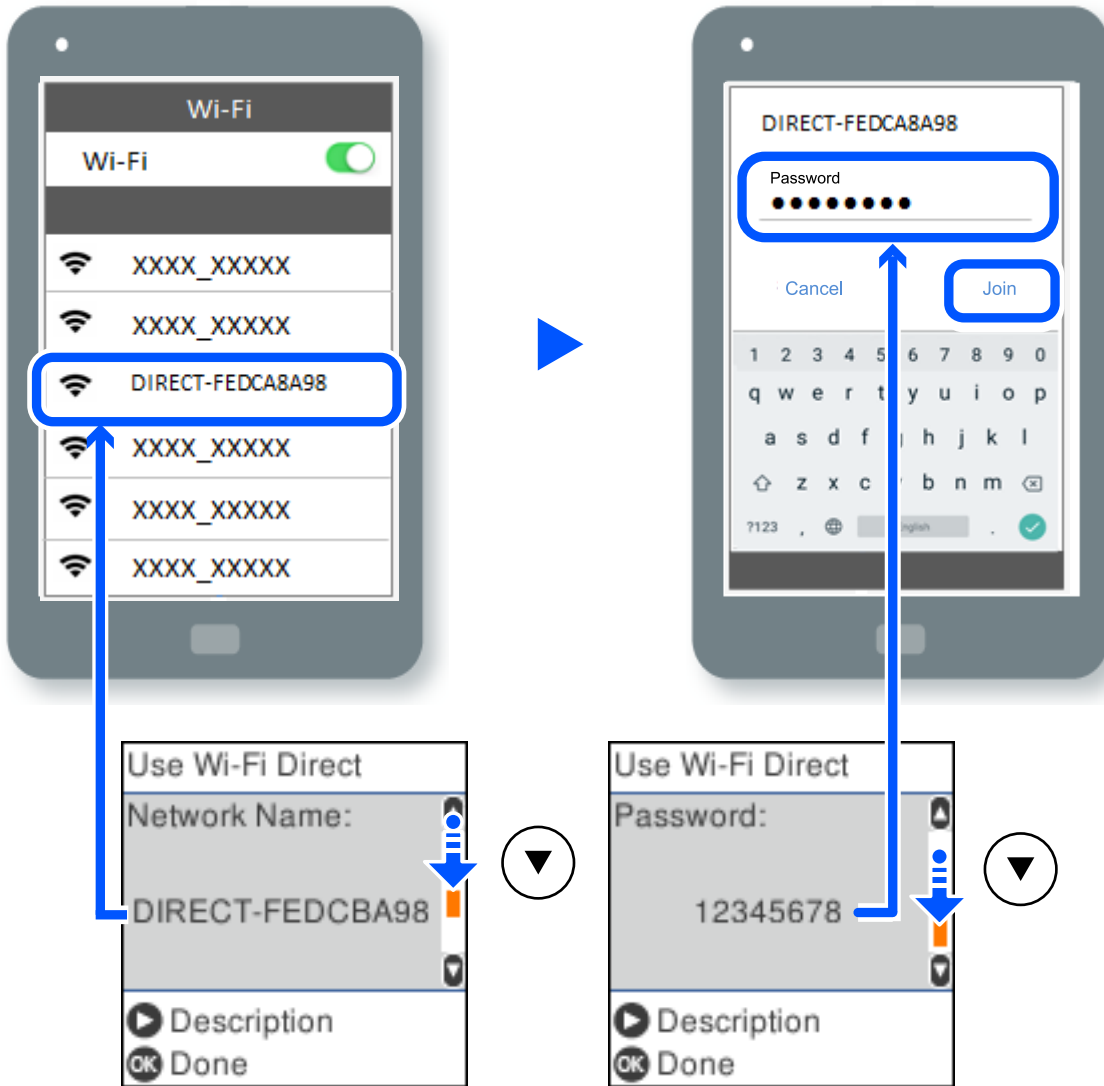 Wi-Fi
Wi-Fi
XXXX_XXXXX
XXXX_XXXXX
DIRECT-FEDCA8A98
XXXX_XXXXX
XXXX_XXXXX
XXXX_XXXXX
DIRECT-FEDCA8A98
Password
●●●●●●●●
Cancel Join
1 2 3 4 5 6 7 8 9 0
q w e r t y u i o p
a s d f h j k l
z x c b n m
?123 , .
Use Wi-Fi Direct
Network Name:
DIRECT-FEDCBA98
Description
OK Done
Use Wi-Fi Direct
Password:
12345678
Description
OK Done